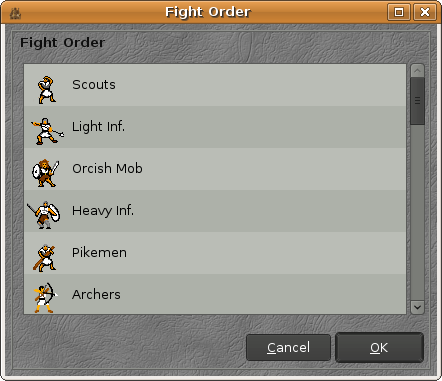 Fight Order
Fight Order
Scouts
Light Inf.
Orcish Mob
Heavy Inf.
Pikemen
Archers
Cancel
OK